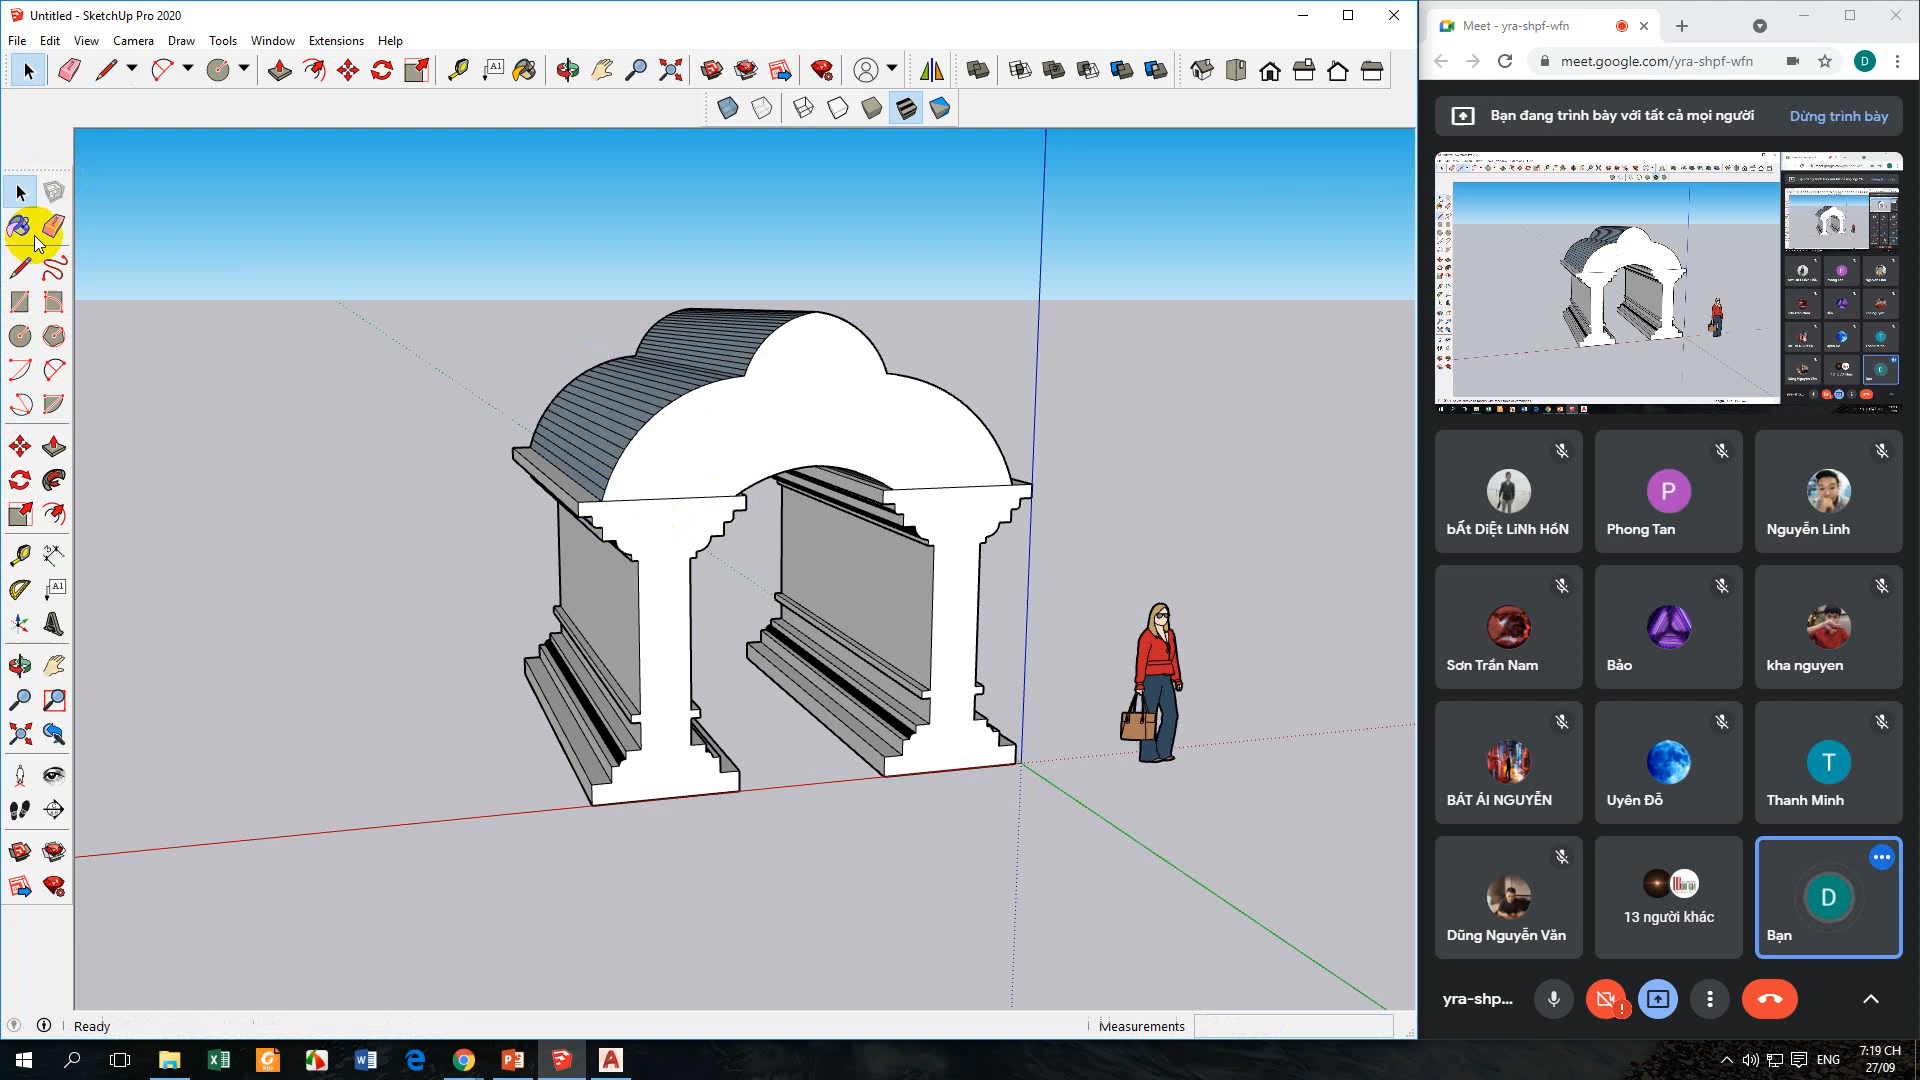 Untitled - SketchUp Pro 2020
File Edit View Camera Draw Tools Window Extensions Help
A1
A1
Ready
Measurements
Meet - yra-shpf-wfn
meet.google.com/yra-shpf-wfn
D
Bạn đang trình bày với tất cả mọi người
Dừng trình bày
bẤt DiỆt LiNh HồN
P
Phong Tan
Nguyễn Linh
Sơn Trần Nam
Bảo
kha nguyen
BÁT ÁI NGUYỄN
Uyên Đỗ
T
Thanh Minh
Dũng Nguyễn Văn
13 người khác
D
Bạn
yra-shp...
ENG
7:19 CH
27/09